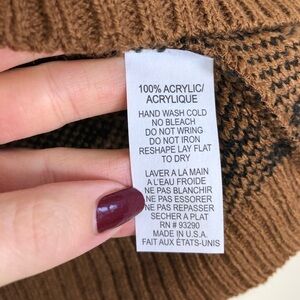 100% ACRYLIC/
ACRYLIQUE
HAND WASH COLD
NO BLEACH
DO NOT WRING
DO NOT IRON
RESHAPE LAY FLAT
TO DRY
LAVER A LA MAIN
A L'EAU FROIDE
NE PAS BLANCHIR
NE PAS ESSORER
NE PAS REPASSER
SECHER A PLAT
RN # 93290
MADE IN U.S.A.
FAIT AUX ÉTATS-UNIS